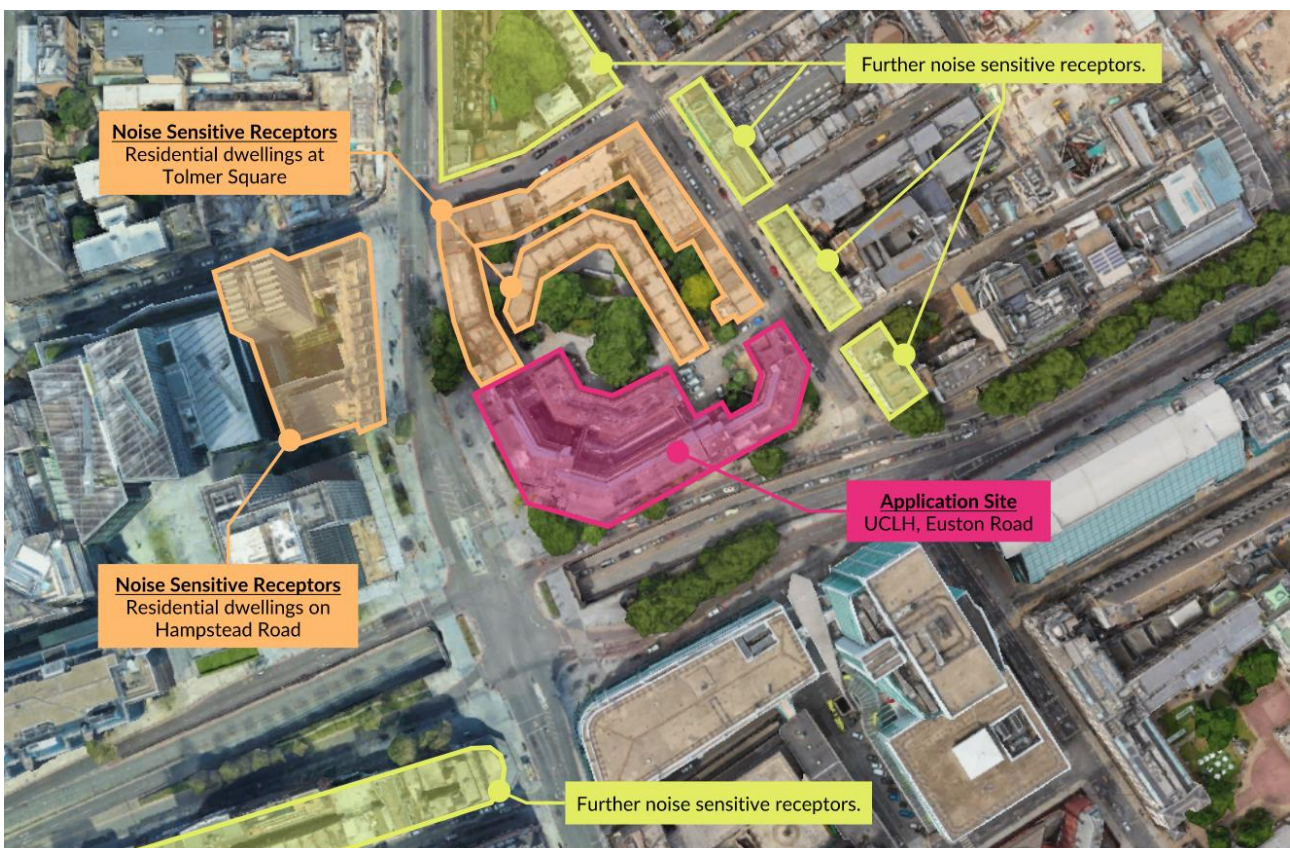 Further noise sensitive receptors.
Noise Sensitive Receptors
Residential dwellings at
Tolmer Square
Application Site
UCLH, Euston Road
Noise Sensitive Receptors
Residential dwellings on
Hampstead Road
Further noise sensitive receptors.